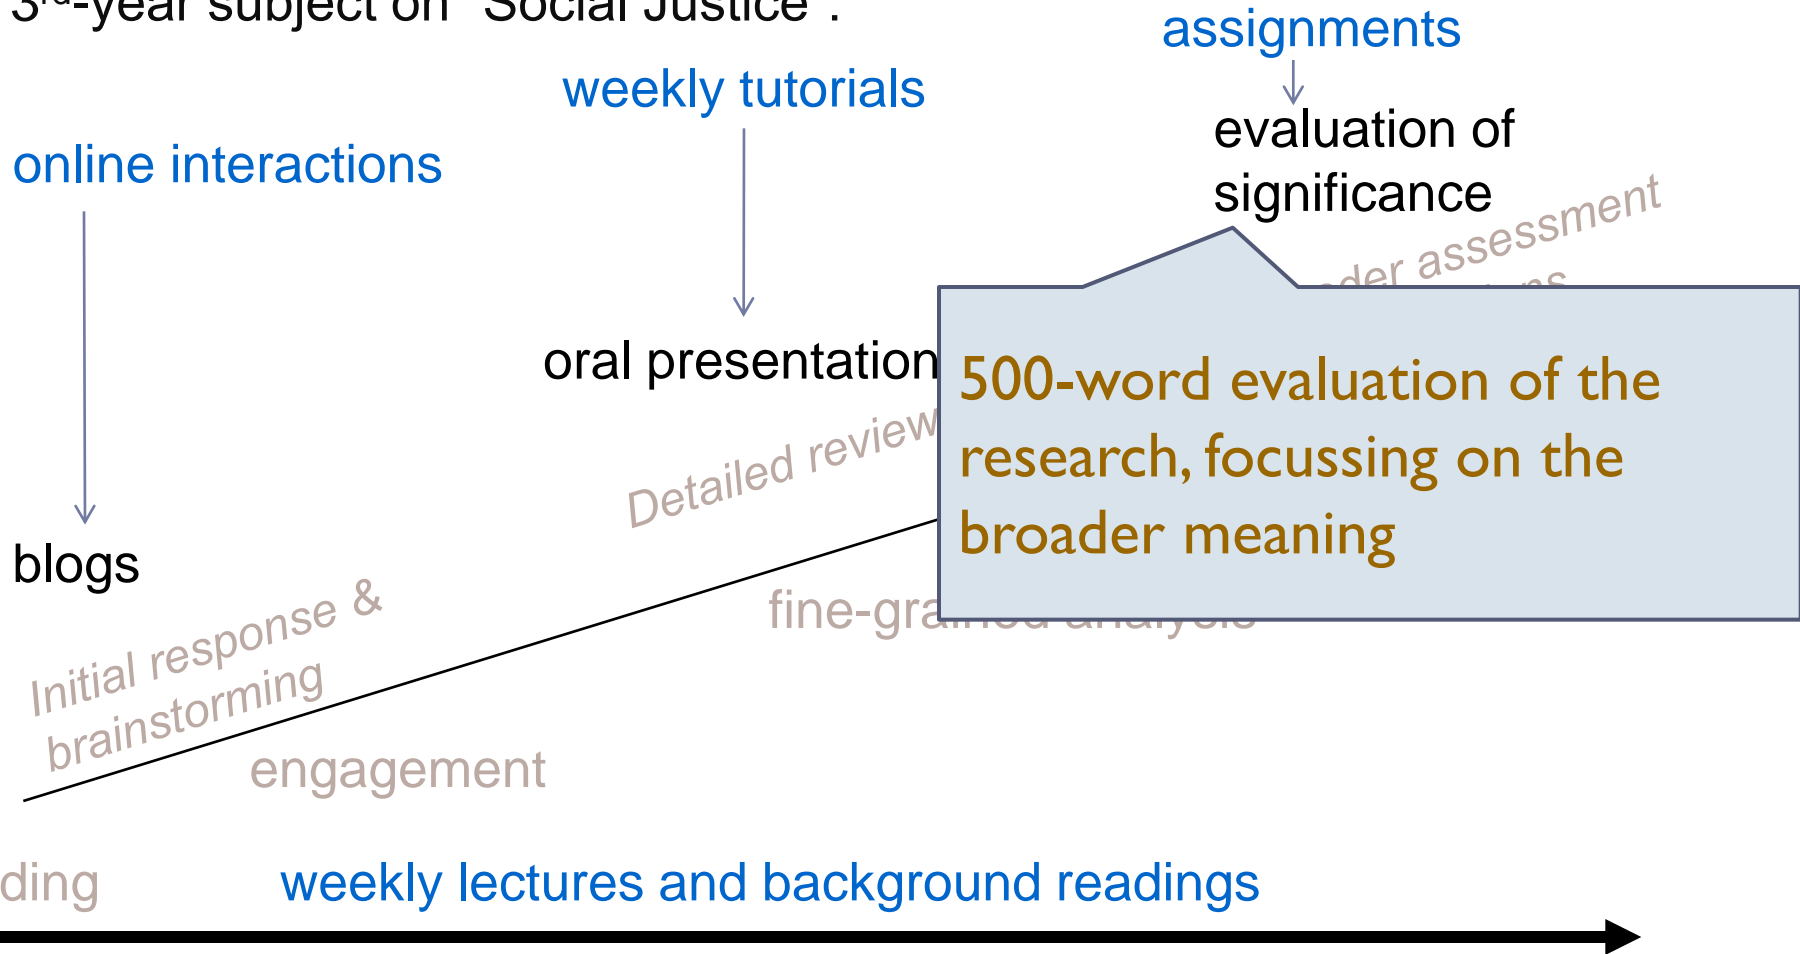 3rd-year subject on "Social Justice".
assignments
weekly tutorials
online interactions
evaluation of
significance
assessment
oral presentation
500-word evaluation of the
research, focussing on the
broader meaning
Detailed review
blogs
Initial response &
brainstorming
engagement
weekly lectures and background readings